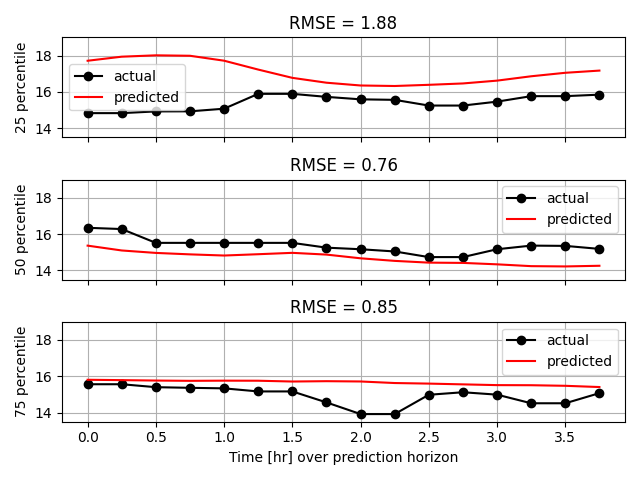 RMSE = 1.88
25 percentile
18
16
14
actual
predicted
RMSE = 0.76
50 percentile
18
16
14
actual
predicted
RMSE = 0.85
75 percentile
18
16
14
actual
predicted
0.0 0.5 1.0 1.5 2.0 2.5 3.0 3.5
Time [hr] over prediction horizon